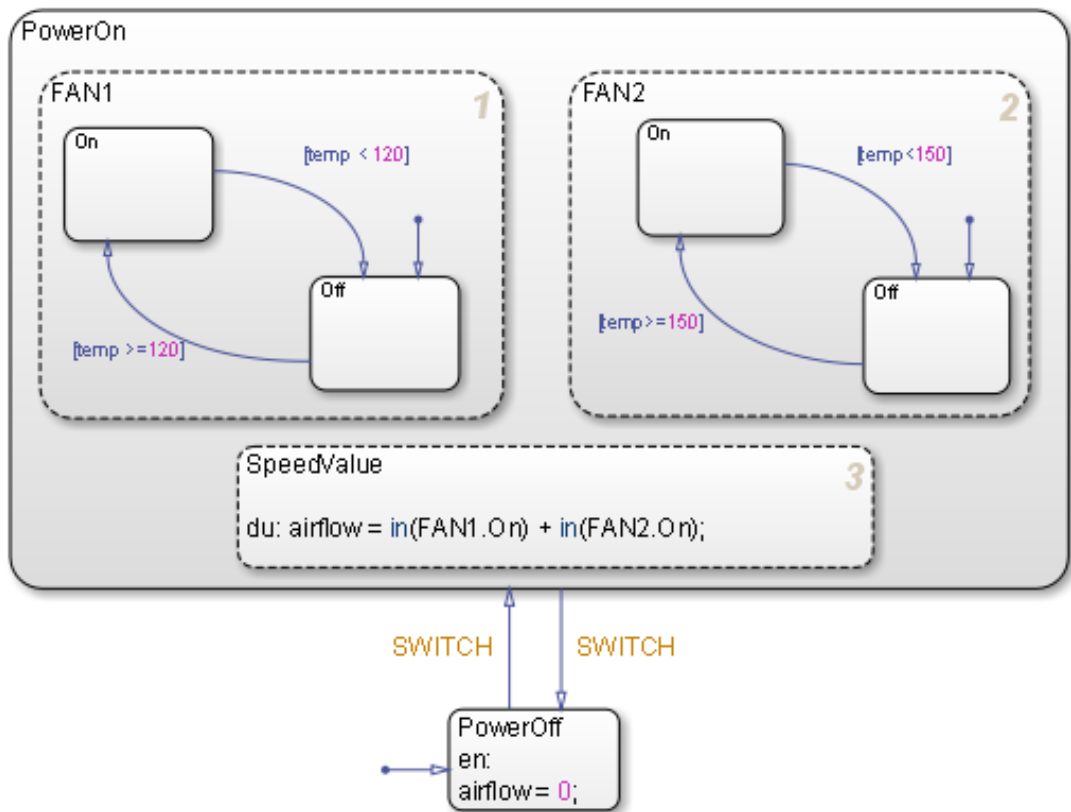 PowerOn
FAN1
1
On
[temp < 120]
Off
[temp >=120]
FAN2
2
On
[temp<150]
Off
[temp>=150]
SpeedValue
3
du: airflow = in(FAN1.On) + in(FAN2.On);
SWITCH
SWITCH
PowerOff
en:
airflow = 0;